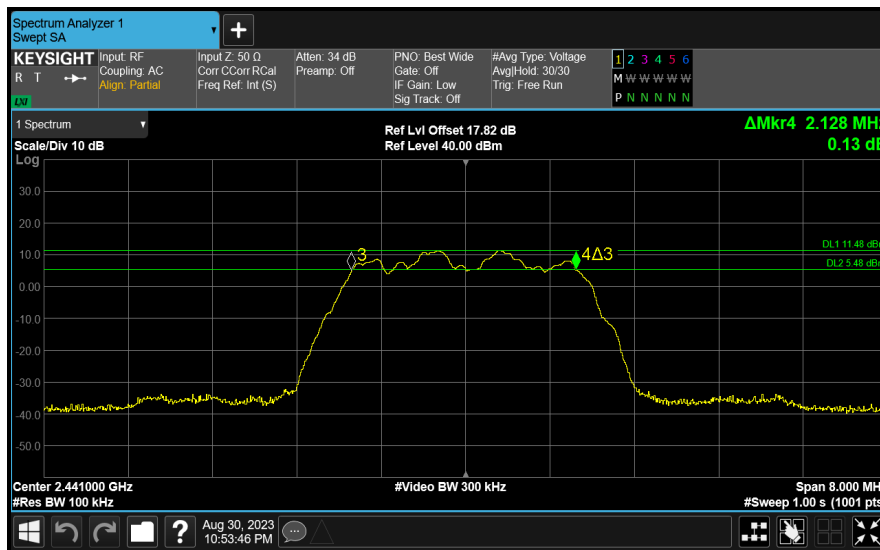 Spectrum Analyzer 1
Swept SA
+
KEYSIGHT Input: RF Input Z: 50 Ω Atten: 34 dB PNO: Best Wide #Avg Type: Voltage 1 2 3 4 5 6
R T Coupling: AC Corr CCorr RCal Preamp: Off Gate: Off Avg|Hold: 30/30 M W W W W W
Align: Partial Freq Ref: Int (S) IF Gain: Low Trig: Free Run
LXI Sig Track: Off P N N N N N
1 Spectrum Ref Lvl Offset 17.82 dB ΔMkr4 2.128 MHz
Scale/Div 10 dB Ref Level 40.00 dBm 0.13 dB
Log
30.0
20.0
DL1 11.48 dBm
10.0 3 4Δ3
DL2 5.48 dBm
0.00
-10.0
-20.0
-30.0
-40.0
-50.0
Center 2.441000 GHz #Video BW 300 kHz Span 8.000 MH
#Res BW 100 kHz #Sweep 1.00 s (1001 pts
? Aug 30, 2023
10:53:46 PM